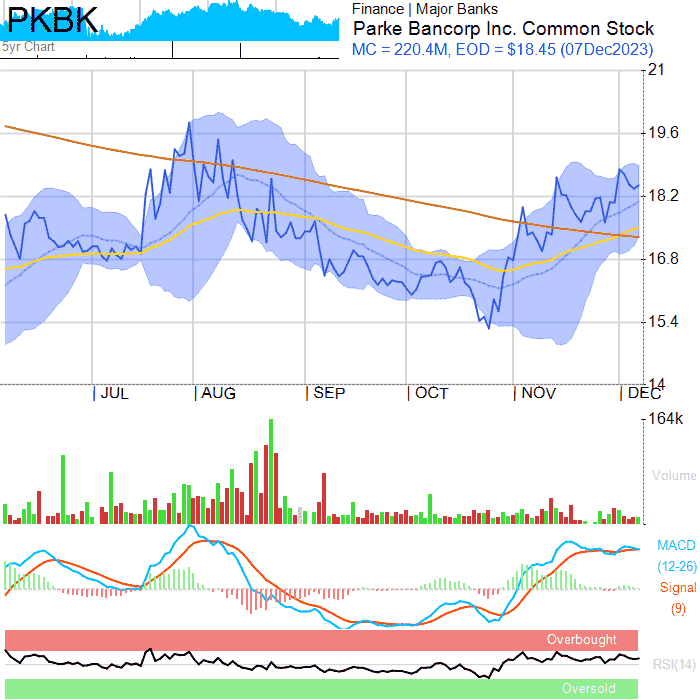 PKBK
5yr Chart
Finance | Major Banks
Parke Bancorp Inc. Common Stock
MC = 220.4M, EOD = $18.45 (07Dec2023)
21
19.6
18.2
16.8
15.4
14
JUL AUG SEP OCT NOV DEC
164k
Volume
MACD
(12-26)
Signal
(9)
Overbought
RSI(14)
Oversold